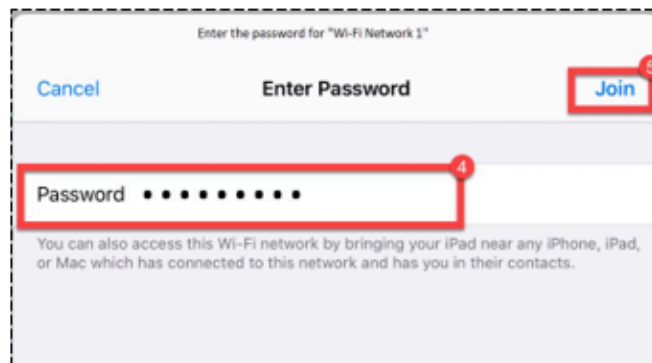 Enter the password for "Wi-Fi Network 1"
Cancel Enter Password Join
5
4
Password •••••••••
You can also access this Wi-Fi network by bringing your iPad near any iPhone, iPad,
or Mac which has connected to this network and has you in their contacts.